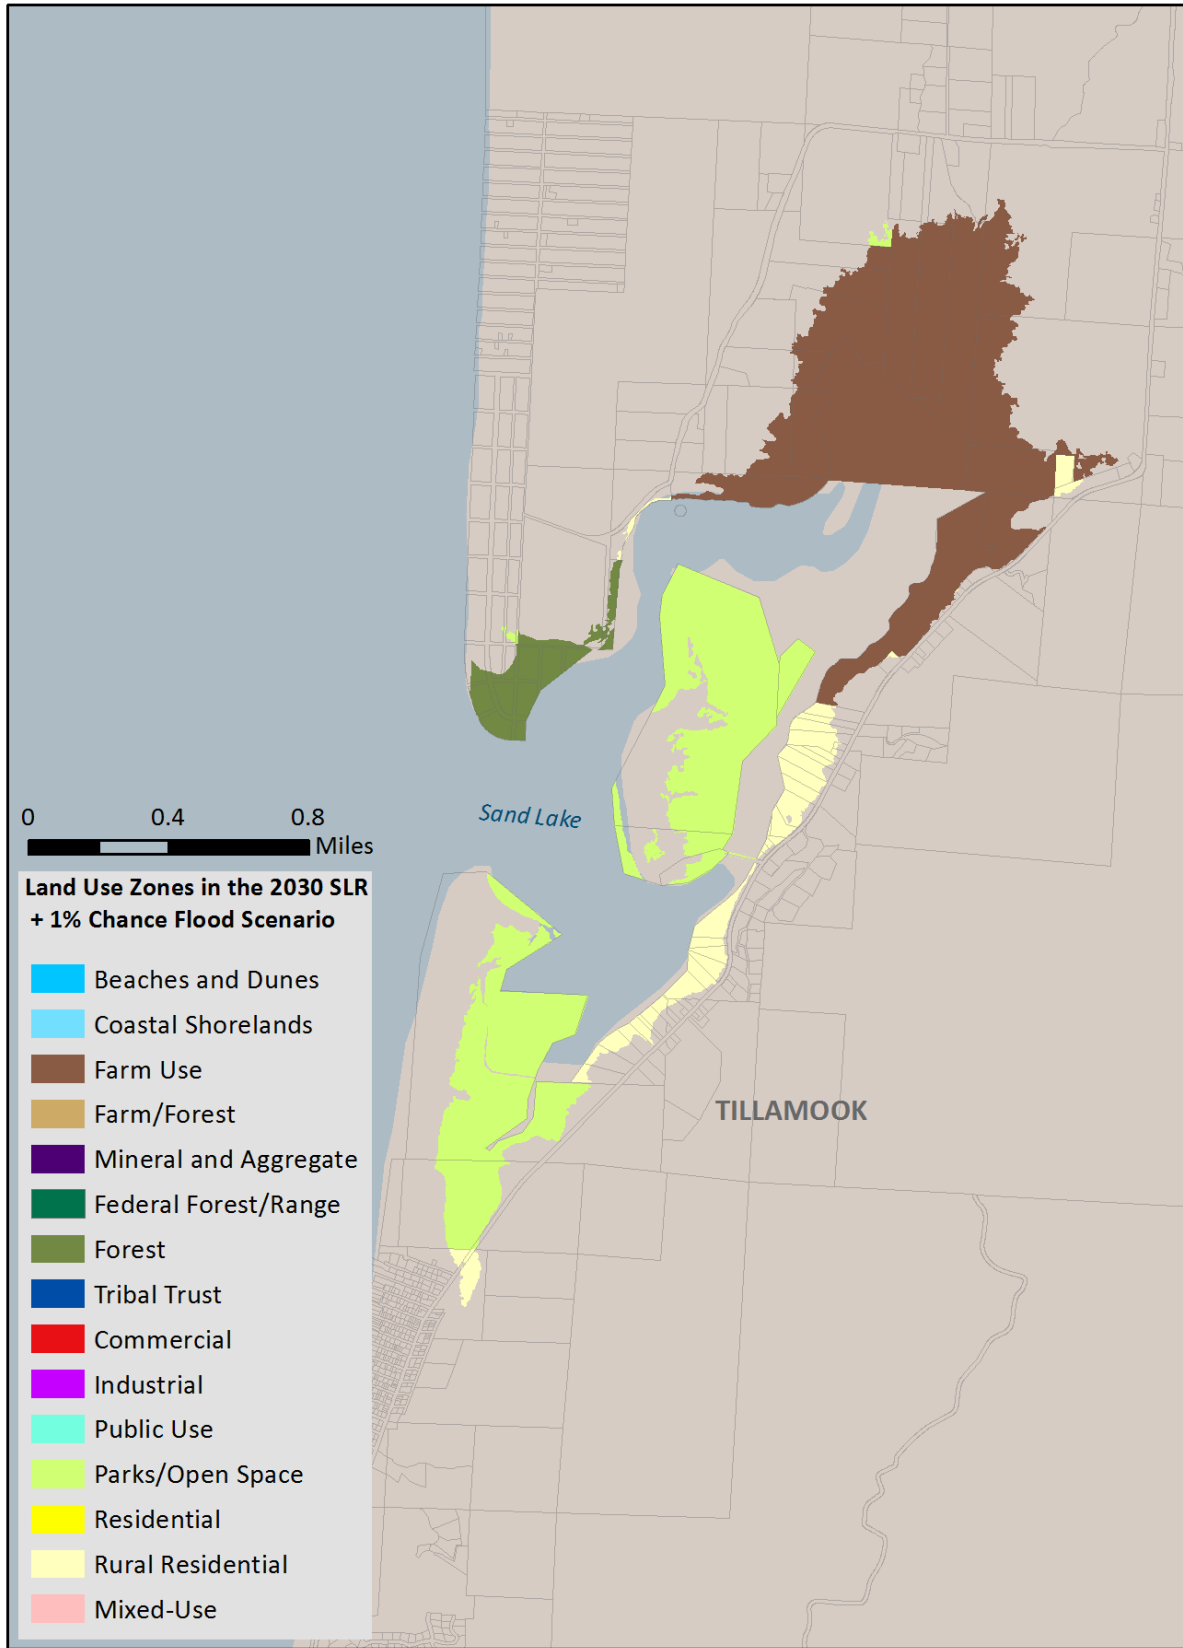 Sand Lake
0 0.4 0.8
Miles
Land Use Zones in the 2030 SLR
+ 1% Chance Flood Scenario
Beaches and Dunes
Coastal Shorelands
Farm Use
Farm/Forest
Mineral and Aggregate
Federal Forest/Range
Forest
Tribal Trust
Commercial
Industrial
Public Use
Parks/Open Space
Residential
Rural Residential
Mixed-Use
TILLAMOOK